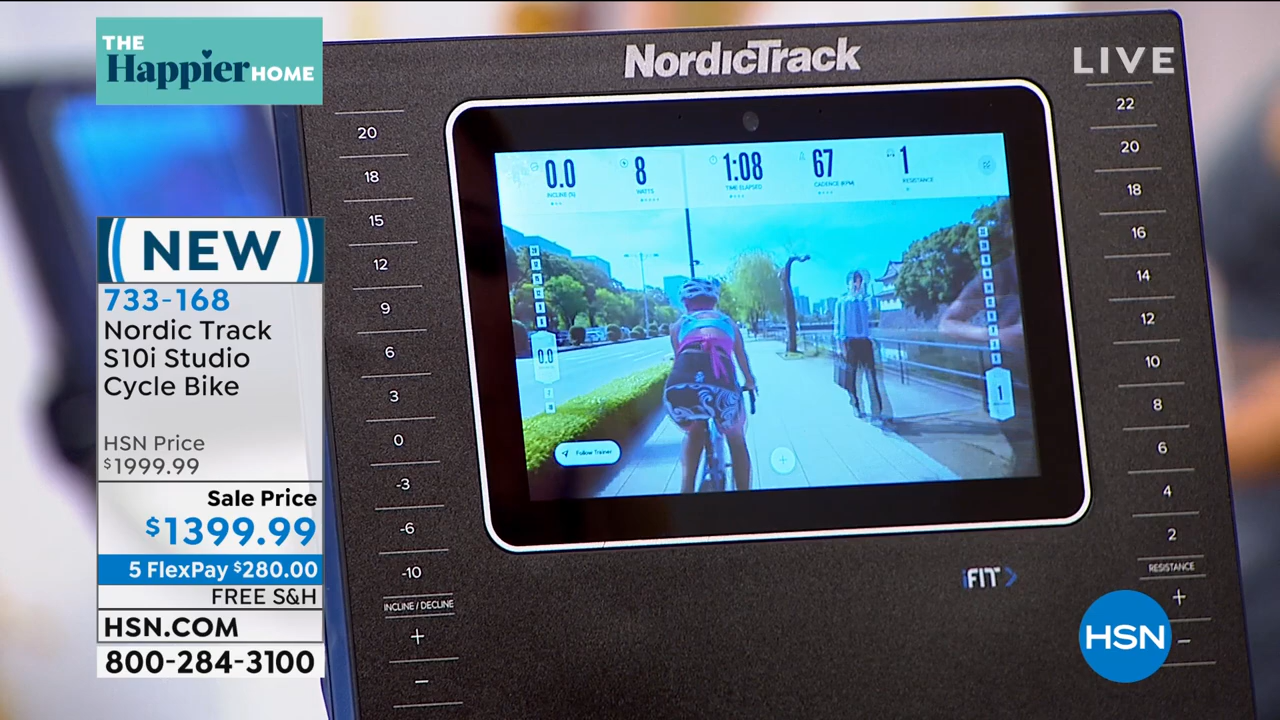 THE
Happier HOME
NordicTrack
LIVE
20
18
15
12
9
6
3
0
-3
-6
-10
INCLINE / DECLINE
+
−
0.0
INCLINE (%)
8
WATTS
1:08
TIME ELAPSED
67
CADENCE (RPM)
1
RESISTANCE
0.0
1
Follow Trainer
+
iFIT
22
20
18
16
14
12
10
8
6
4
2
RESISTANCE
+
−
NEW
733-168
Nordic Track
S10i Studio
Cycle Bike
HSN Price
$1999.99
Sale Price
$1399.99
5 FlexPay $280.00
FREE S&H
HSN.COM
800-284-3100
HSN